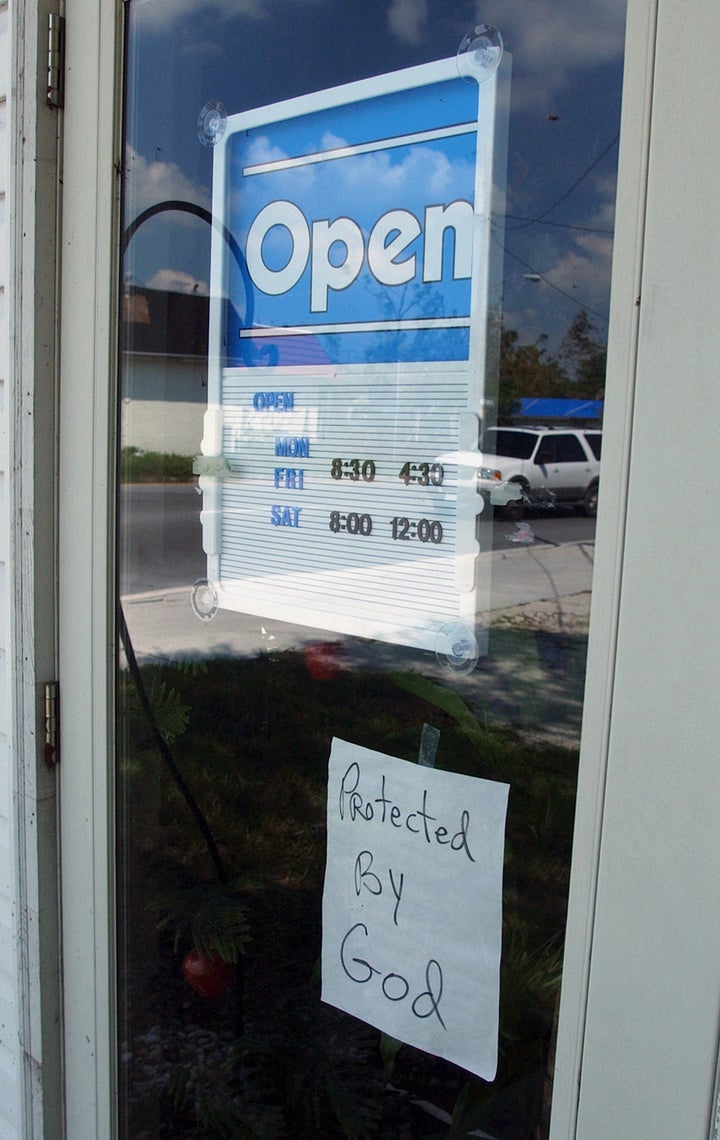 Open
OPEN
MON
FRI 8:30 4:30
SAT 8:00 12:00
Protected
By
God